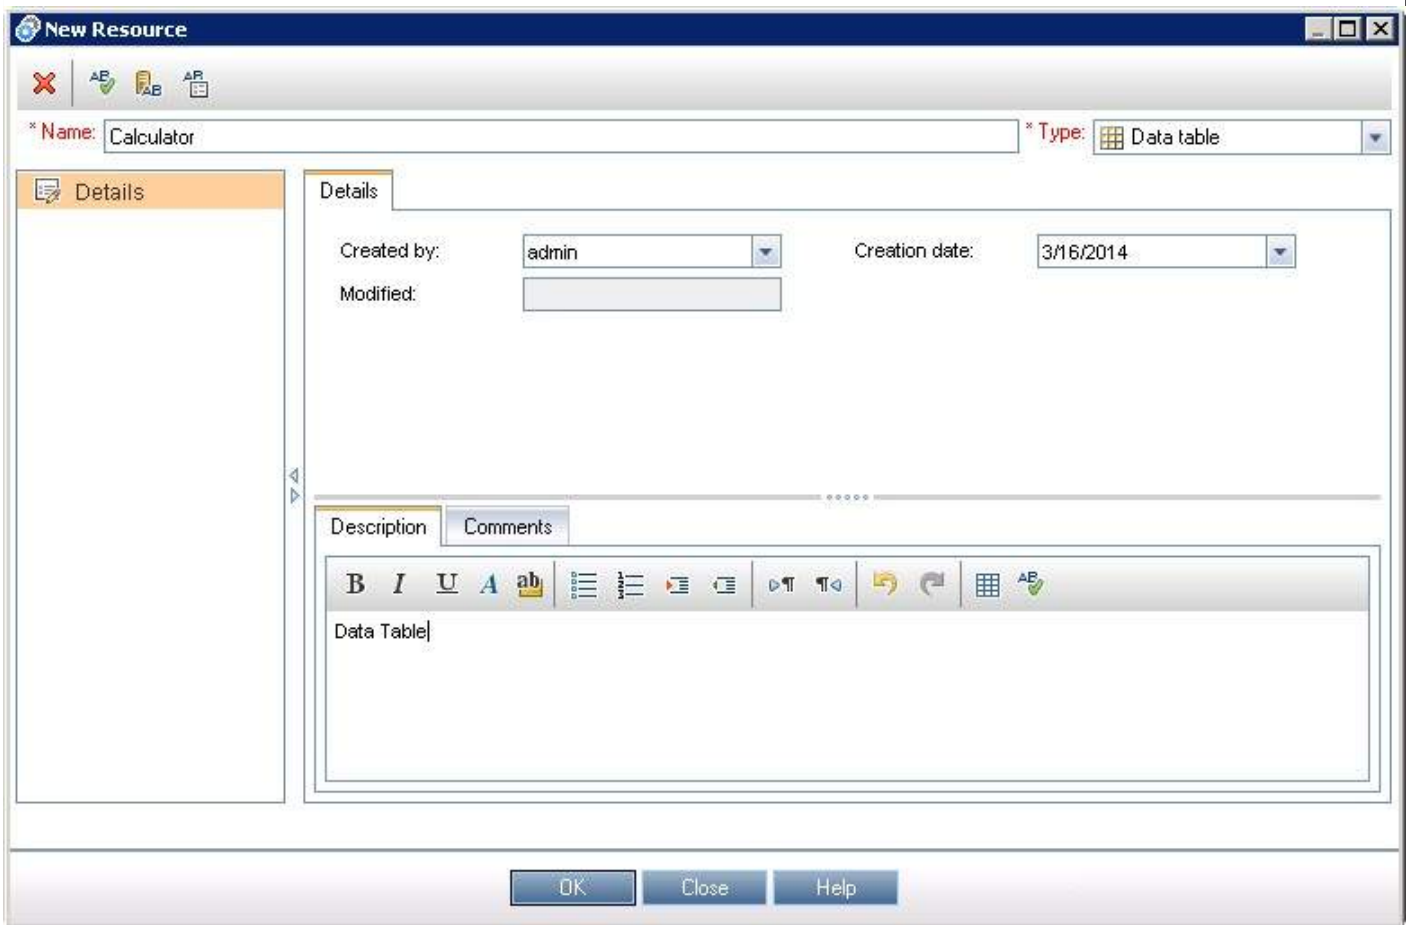 New Resource
* Name: Calculator * Type: Data table
Details
Details
Created by: admin Creation date: 3/16/2014
Modified:
Description Comments
B I U A ab
Data Table
OK Close Help